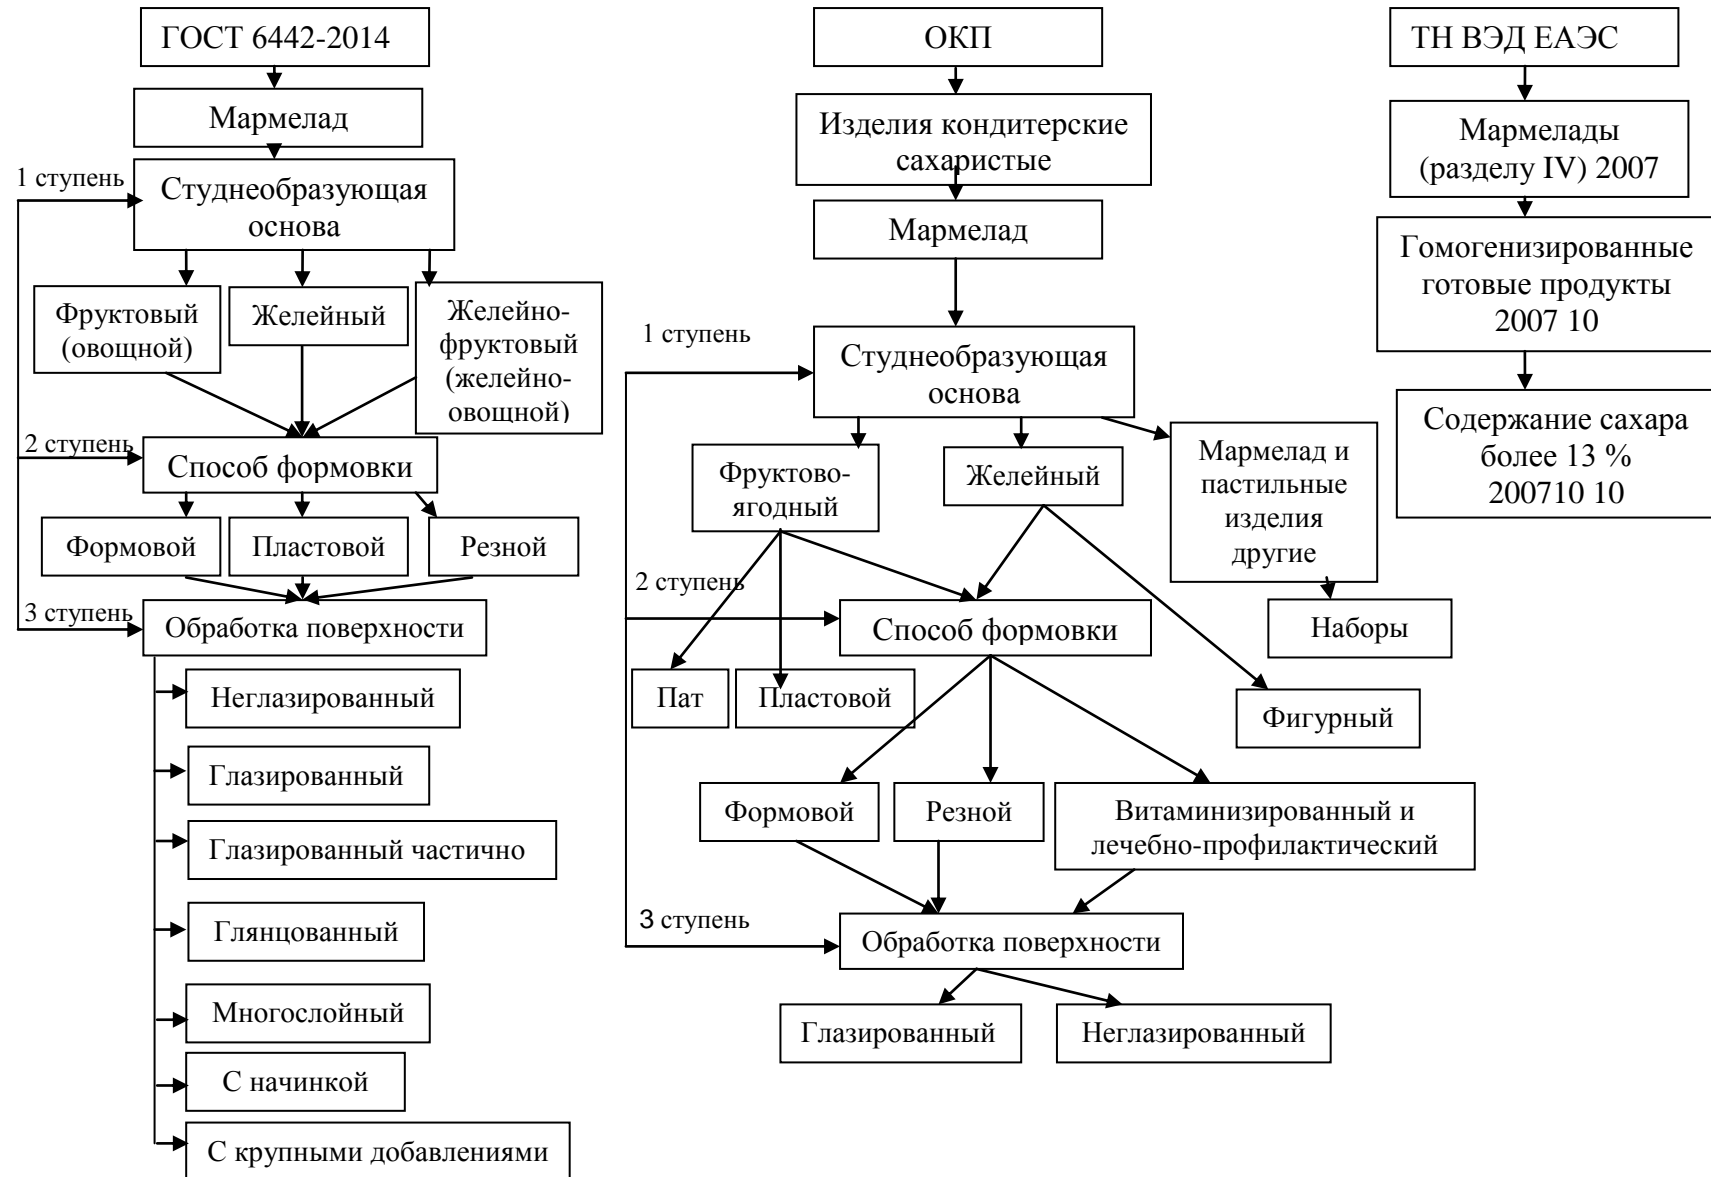 ГОСТ 6442-2014
Мармелад
1 ступень
Студнеобразующая
основа
Фруктовый
(овощной)
Желейный
Желейно-
фруктовый
(желейно-
овощной)
2 ступень
Способ формовки
Формовой
Пластовой
Резной
3 ступень
Обработка поверхности
Неглазированный
Глазированный
Глазированный частично
Глянцованный
Многослойный
С начинкой
С крупными добавлениями
ОКП
Изделия кондитерские
сахаристые
Мармелад
1 ступень
Студнеобразующая
основа
Фруктово-
ягодный
Желейный
Мармелад и
пастильные
изделия
другие
2 ступень
Способ формовки
Наборы
Пат
Пластовой
Фигурный
Формовой
Резной
Витаминизированный и
лечебно-профилактический
3 ступень
Обработка поверхности
Глазированный
Неглазированный
ТН ВЭД ЕАЭС
Мармелады
(разделу IV) 2007
Гомогенизированные
готовые продукты
2007 10
Содержание сахара
более 13 %
200710 10